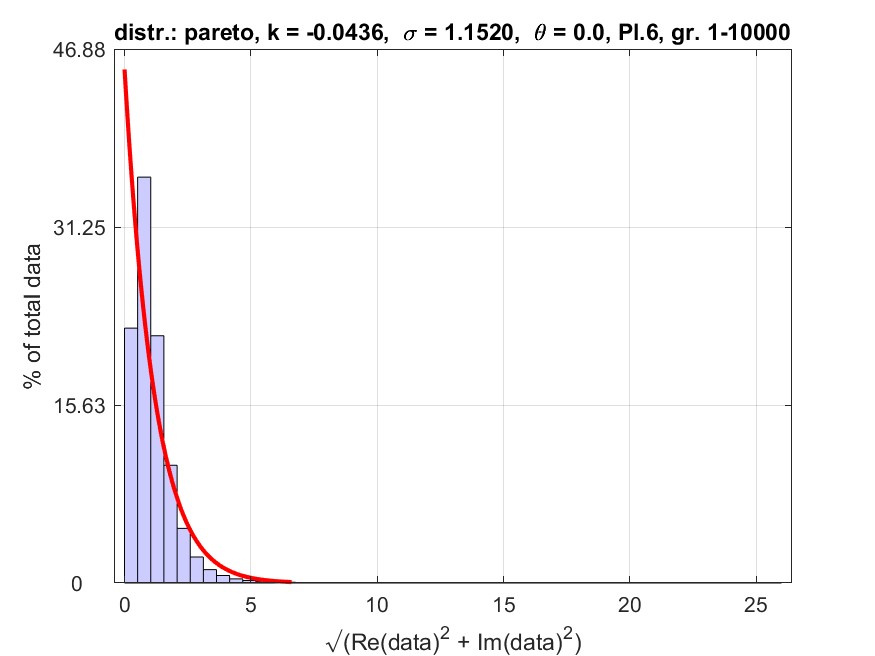 distr.: pareto, k = -0.0436,  σ = 1.1520,  θ = 0.0, Pl.6, gr. 1-10000
46.88
31.25
15.63
0
% of total data
0 5 10 15 20 25
√(Re(data)² + Im(data)²)